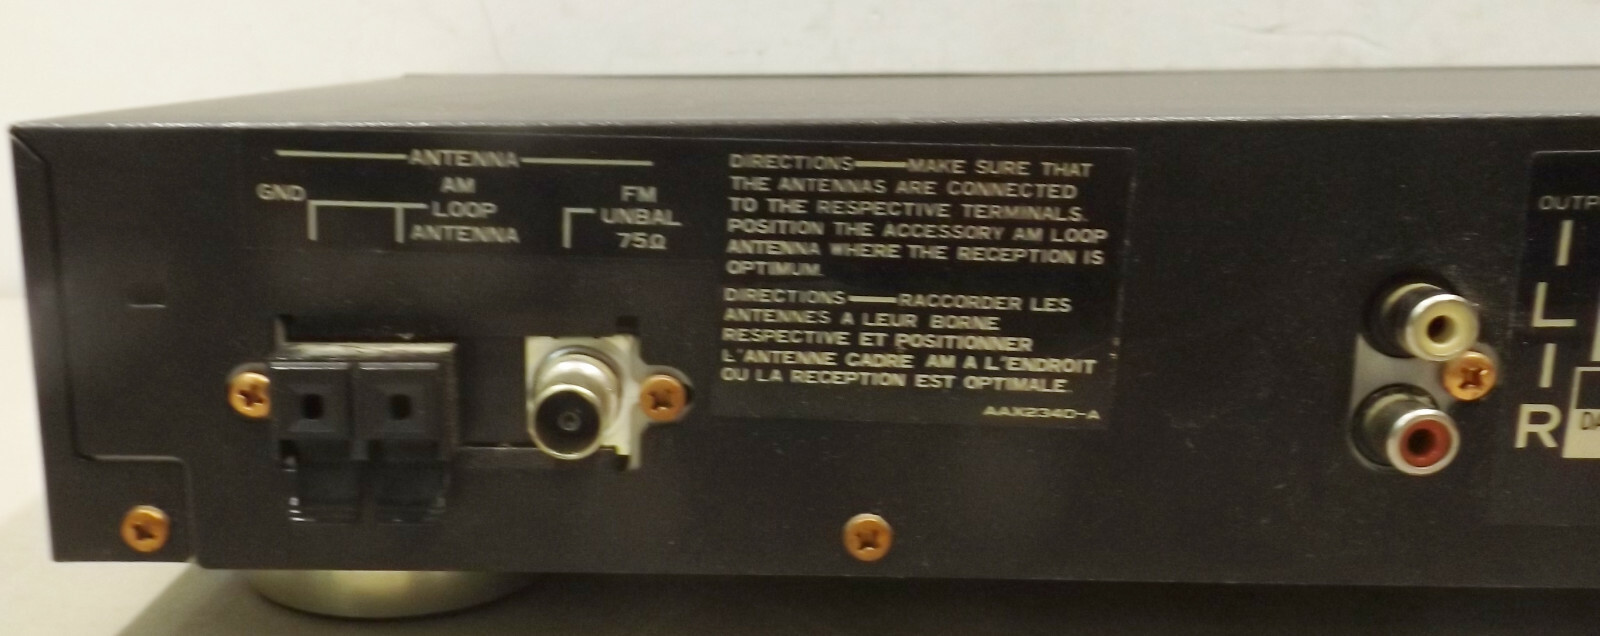 ANTENNA
GND
AM
LOOP
ANTENNA
FM
UNBAL
75Ω
DIRECTIONS — MAKE SURE THAT
THE ANTENNAS ARE CONNECTED
TO THE RESPECTIVE TERMINALS.
POSITION THE ACCESSORY AM LOOP
ANTENNA WHERE THE RECEPTION IS
OPTIMUM.
DIRECTIONS — RACCORDER LES
ANTENNES A LEUR BORNE
RESPECTIVE ET POSITIONNER
L'ANTENNE CADRE AM A L'ENDROIT
OU LA RECEPTION EST OPTIMALE.
AAX2340-A
L
R